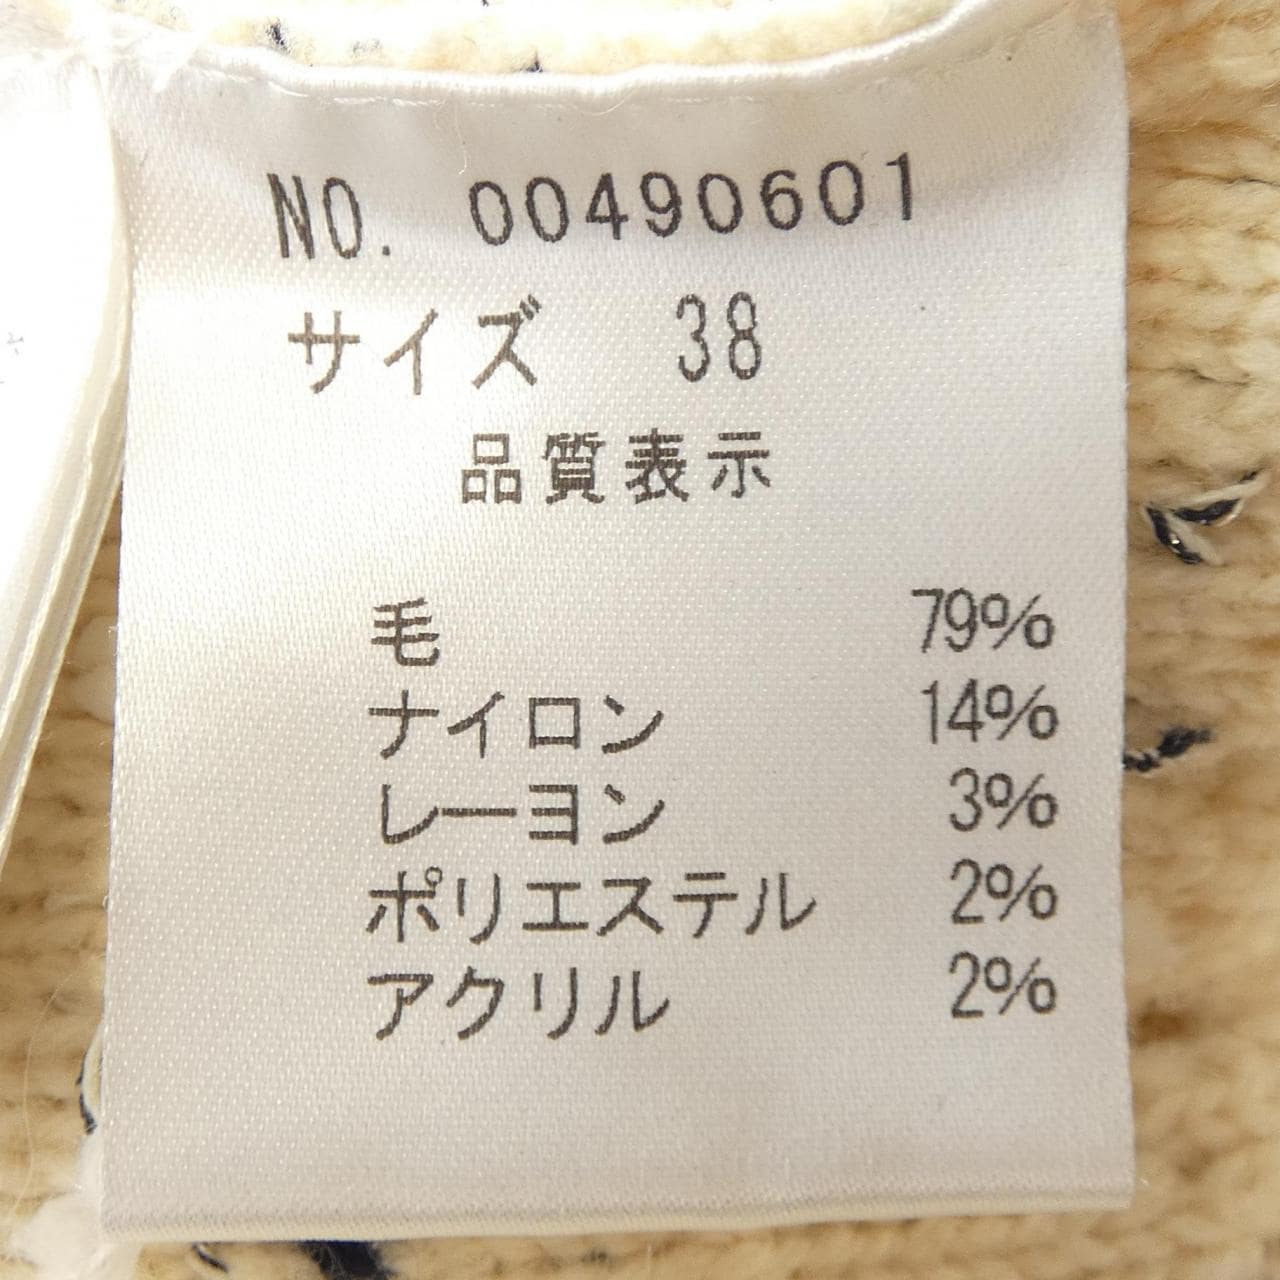 NO. 00490601
サイズ 38
品質表示
毛 79%
ナイロン 14%
レーヨン 3%
ポリエステル 2%
アクリル 2%